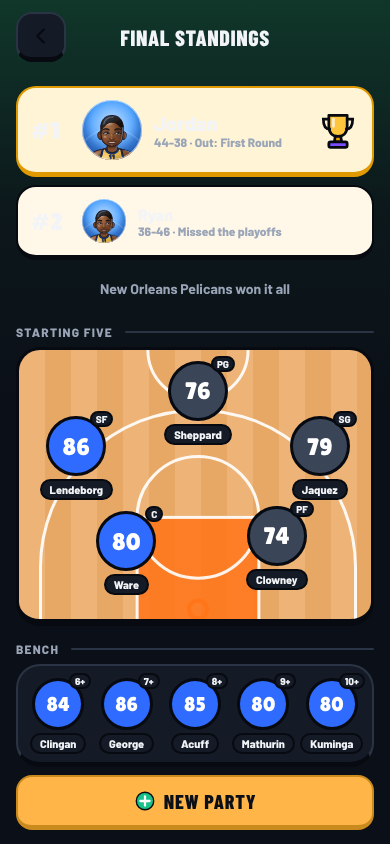 FINAL STANDINGS
#1
Jordan
44-38 · Out: First Round
#2
Ryan
36-46 · Missed the playoffs
New Orleans Pelicans won it all
STARTING FIVE
PG
76
Sheppard
SF
86
Lendeborg
SG
79
Jaquez
C
80
Ware
PF
74
Clowney
BENCH
6+
84
Clingan
7+
86
George
8+
85
Acuff
9+
80
Mathurin
10+
80
Kuminga
NEW PARTY